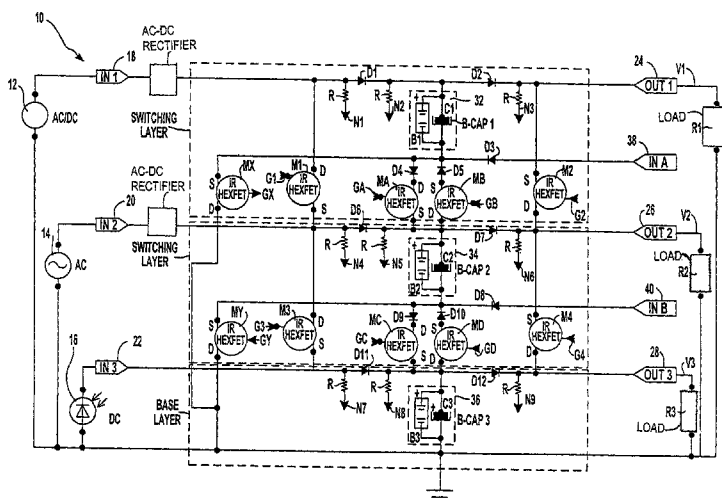 10
18
IN 1
AC-DC
RECTIFIER
12
AC/DC
SWITCHING
LAYER
D1
D2
R
N1
R
N2
R
N3
32
C1
B1
B-CAP 1
24
OUT 1
V1
LOAD
R1
D3
38
IN A
MX
IR
HEXFET
GX
S
D
M1
IR
HEXFET
G1
D
S
D4
D5
MA
IR
HEXFET
GA
D
S
MB
IR
HEXFET
GB
S
D
M2
IR
HEXFET
G2
S
D
AC-DC
RECTIFIER
20
IN 2
14
AC
SWITCHING
LAYER
D6
D7
R
N4
R
N5
R
N6
34
C2
B2
B-CAP 2
26
OUT 2
V2
LOAD
R2
D8
40
IN B
MY
IR
HEXFET
GY
S
D
M3
IR
HEXFET
G3
D
S
D9
D10
MC
IR
HEXFET
GC
D
S
MD
IR
HEXFET
GD
S
D
M4
IR
HEXFET
G4
S
D
22
IN 3
16
DC
BASE
LAYER
D11
D12
R
N7
R
N8
R
N9
36
C3
B3
B-CAP 3
28
OUT 3
V3
R3
LOAD